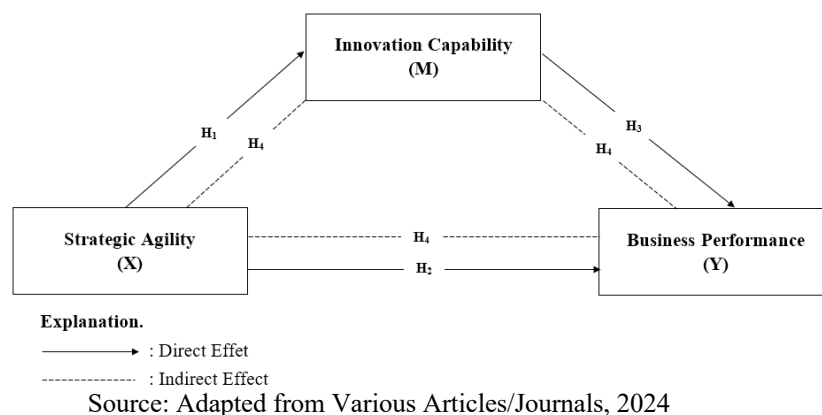 Innovation Capability
(M)
H₁
H₄
H₃
H₄
Strategic Agility
(X)
H₄
H₂
Business Performance
(Y)
Explanation.
: Direct Effet
: Indirect Effect
Source: Adapted from Various Articles/Journals, 2024